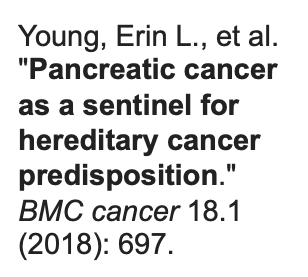 Young, Erin L., et al.
"Pancreatic cancer
as a sentinel for
hereditary cancer
predisposition."
BMC cancer 18.1
(2018): 697.